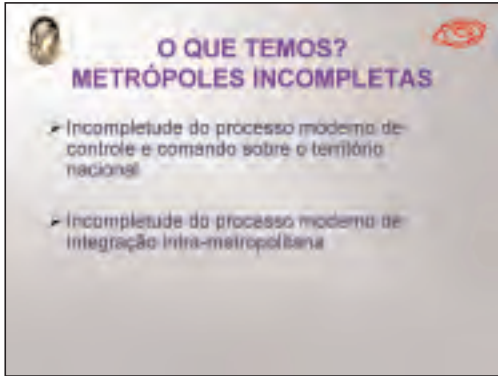 O QUE TEMOS?
METRÓPOLES INCOMPLETAS
Incompletude do processo moderno de
controle e comando sobre o território
nacional
Incompletude do processo moderno de
integração intra-metropolitana